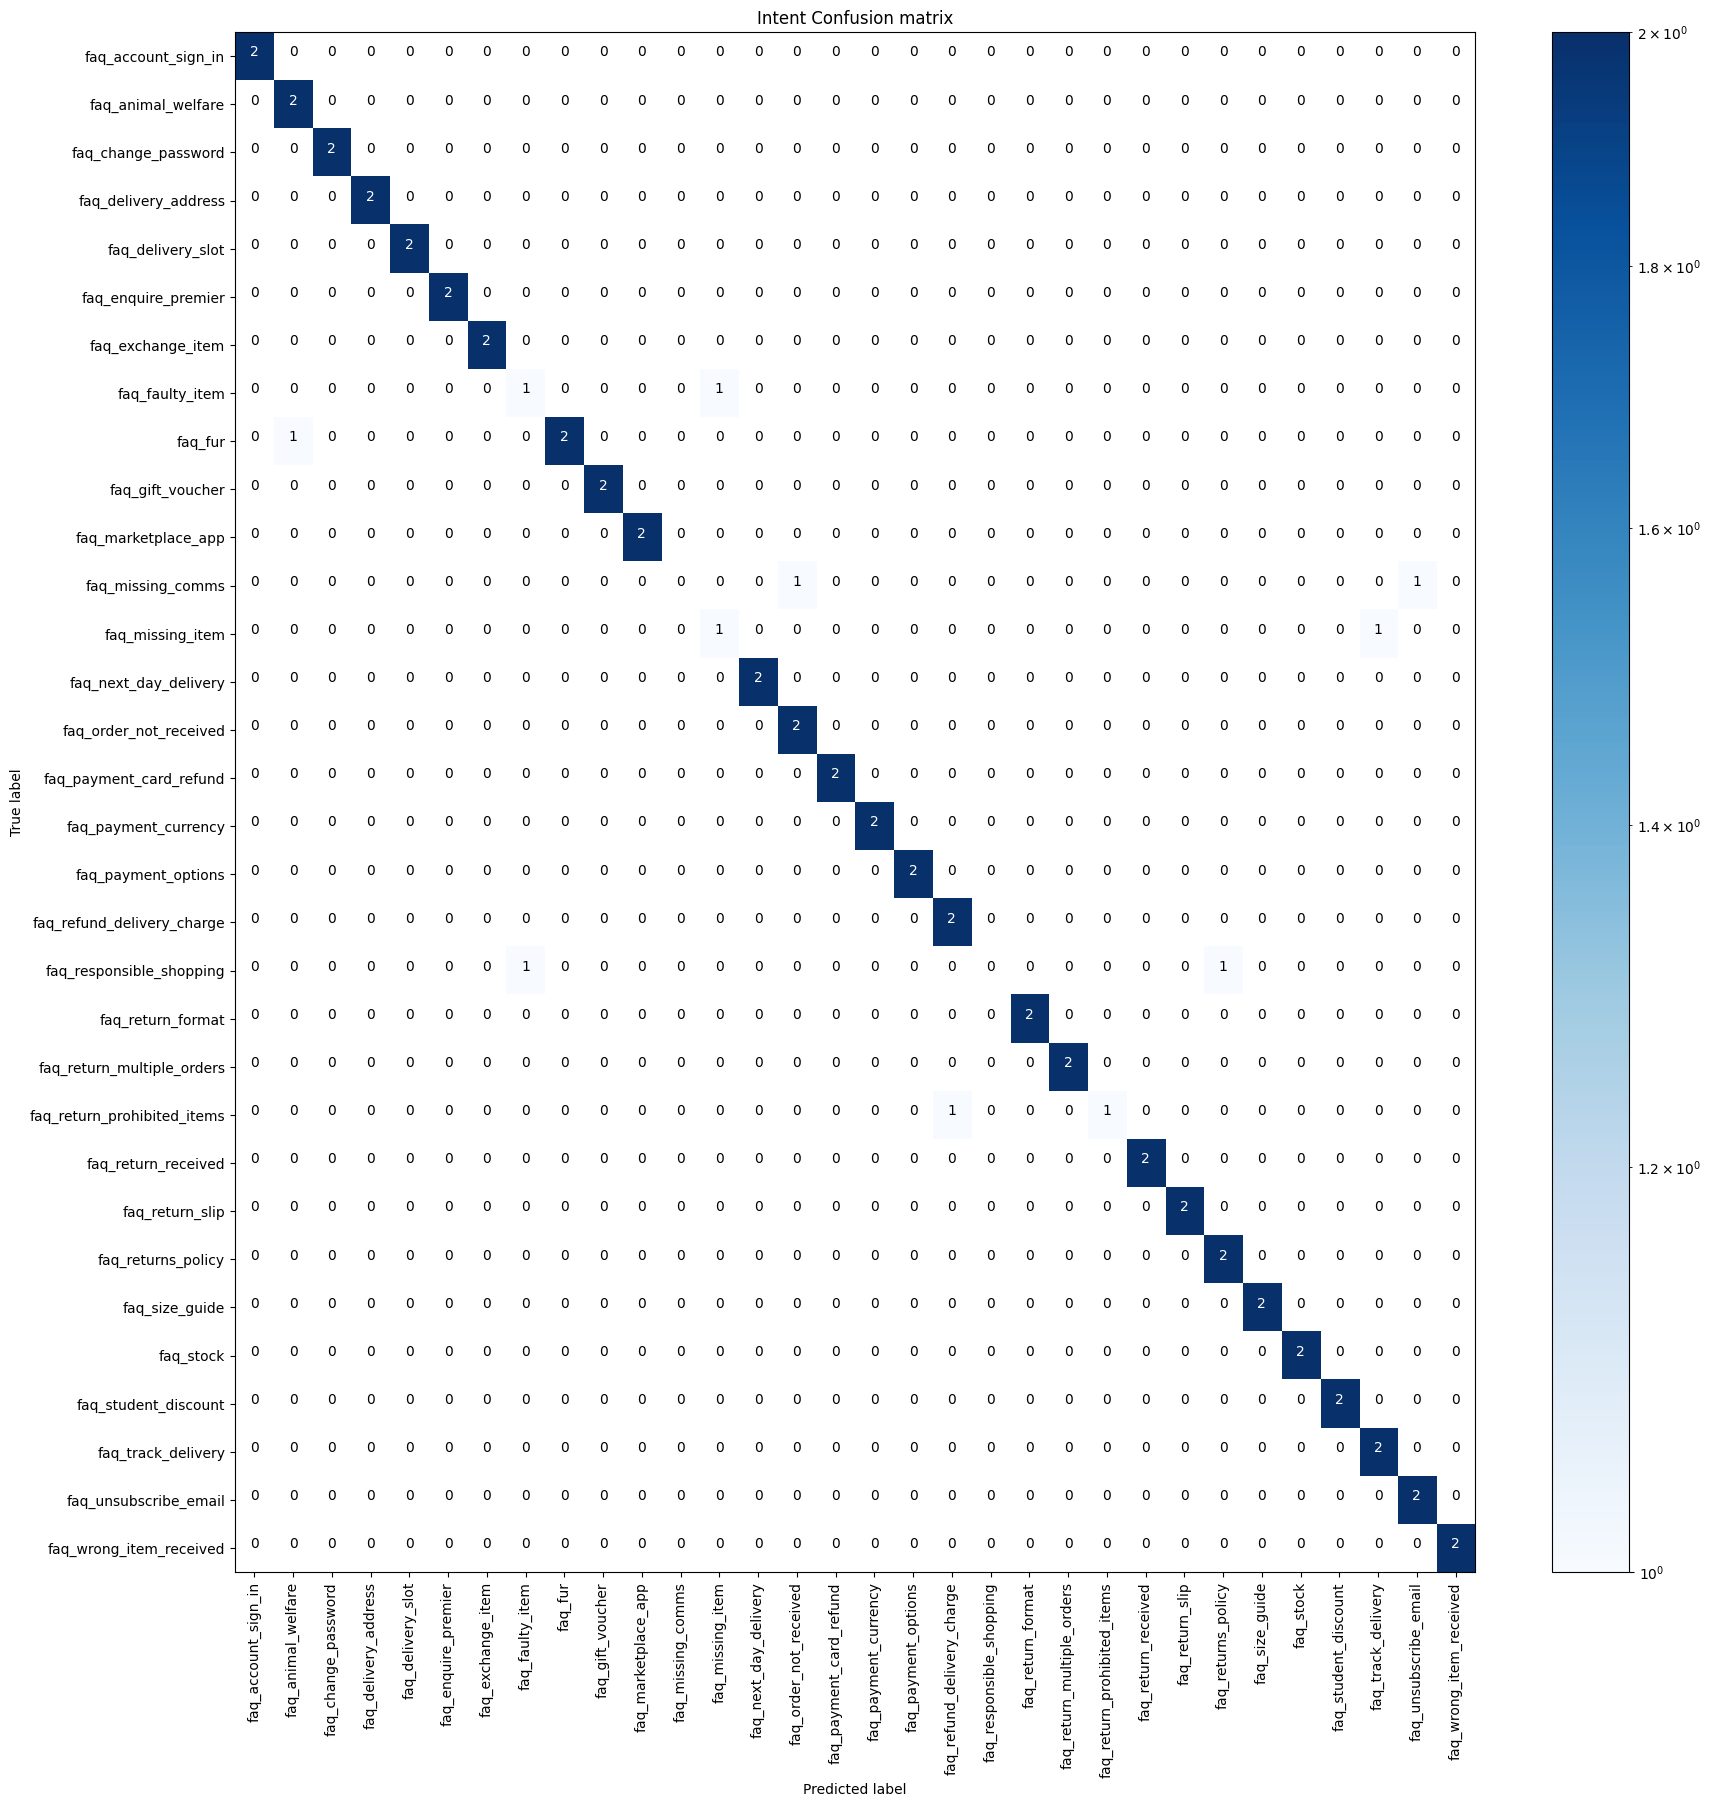 Intent Confusion matrix
faq_account_sign_in 2 0 0 0 0 0 0 0 0 0 0 0 0 0 0 0 0 0 0 0 0 0 0 0 0 0 0 0 0 0 0 0
faq_animal_welfare 0 2 0 0 0 0 0 0 0 0 0 0 0 0 0 0 0 0 0 0 0 0 0 0 0 0 0 0 0 0 0 0
faq_change_password 0 0 2 0 0 0 0 0 0 0 0 0 0 0 0 0 0 0 0 0 0 0 0 0 0 0 0 0 0 0 0 0
faq_delivery_address 0 0 0 2 0 0 0 0 0 0 0 0 0 0 0 0 0 0 0 0 0 0 0 0 0 0 0 0 0 0 0 0
faq_delivery_slot 0 0 0 0 2 0 0 0 0 0 0 0 0 0 0 0 0 0 0 0 0 0 0 0 0 0 0 0 0 0 0 0
faq_enquire_premier 0 0 0 0 0 2 0 0 0 0 0 0 0 0 0 0 0 0 0 0 0 0 0 0 0 0 0 0 0 0 0 0
faq_exchange_item 0 0 0 0 0 0 2 0 0 0 0 0 0 0 0 0 0 0 0 0 0 0 0 0 0 0 0 0 0 0 0 0
faq_faulty_item 0 0 0 0 0 0 0 1 0 0 0 0 1 0 0 0 0 0 0 0 0 0 0 0 0 0 0 0 0 0 0 0
faq_fur 0 1 0 0 0 0 0 0 2 0 0 0 0 0 0 0 0 0 0 0 0 0 0 0 0 0 0 0 0 0 0 0
faq_gift_voucher 0 0 0 0 0 0 0 0 0 2 0 0 0 0 0 0 0 0 0 0 0 0 0 0 0 0 0 0 0 0 0 0
faq_marketplace_app 0 0 0 0 0 0 0 0 0 0 2 0 0 0 0 0 0 0 0 0 0 0 0 0 0 0 0 0 0 0 0 0
faq_missing_comms 0 0 0 0 0 0 0 0 0 0 0 0 0 0 1 0 0 0 0 0 0 0 0 0 0 0 0 0 0 0 1 0
faq_missing_item 0 0 0 0 0 0 0 0 0 0 0 0 1 0 0 0 0 0 0 0 0 0 0 0 0 0 0 0 0 1 0 0
faq_next_day_delivery 0 0 0 0 0 0 0 0 0 0 0 0 0 2 0 0 0 0 0 0 0 0 0 0 0 0 0 0 0 0 0 0
faq_order_not_received 0 0 0 0 0 0 0 0 0 0 0 0 0 0 2 0 0 0 0 0 0 0 0 0 0 0 0 0 0 0 0 0
faq_payment_card_refund 0 0 0 0 0 0 0 0 0 0 0 0 0 0 0 2 0 0 0 0 0 0 0 0 0 0 0 0 0 0 0 0
faq_payment_currency 0 0 0 0 0 0 0 0 0 0 0 0 0 0 0 0 2 0 0 0 0 0 0 0 0 0 0 0 0 0 0 0
faq_payment_options 0 0 0 0 0 0 0 0 0 0 0 0 0 0 0 0 0 2 0 0 0 0 0 0 0 0 0 0 0 0 0 0
faq_refund_delivery_charge 0 0 0 0 0 0 0 0 0 0 0 0 0 0 0 0 0 0 2 0 0 0 0 0 0 0 0 0 0 0 0 0
faq_responsible_shopping 0 0 0 0 0 0 0 1 0 0 0 0 0 0 0 0 0 0 0 0 0 0 0 0 0 1 0 0 0 0 0 0
faq_return_format 0 0 0 0 0 0 0 0 0 0 0 0 0 0 0 0 0 0 0 0 2 0 0 0 0 0 0 0 0 0 0 0
faq_return_multiple_orders 0 0 0 0 0 0 0 0 0 0 0 0 0 0 0 0 0 0 0 0 0 2 0 0 0 0 0 0 0 0 0 0
faq_return_prohibited_items 0 0 0 0 0 0 0 0 0 0 0 0 0 0 0 0 0 0 1 0 0 0 1 0 0 0 0 0 0 0 0 0
faq_return_received 0 0 0 0 0 0 0 0 0 0 0 0 0 0 0 0 0 0 0 0 0 0 0 2 0 0 0 0 0 0 0 0
faq_return_slip 0 0 0 0 0 0 0 0 0 0 0 0 0 0 0 0 0 0 0 0 0 0 0 0 2 0 0 0 0 0 0 0
faq_returns_policy 0 0 0 0 0 0 0 0 0 0 0 0 0 0 0 0 0 0 0 0 0 0 0 0 0 2 0 0 0 0 0 0
faq_size_guide 0 0 0 0 0 0 0 0 0 0 0 0 0 0 0 0 0 0 0 0 0 0 0 0 0 0 2 0 0 0 0 0
faq_stock 0 0 0 0 0 0 0 0 0 0 0 0 0 0 0 0 0 0 0 0 0 0 0 0 0 0 0 2 0 0 0 0
faq_student_discount 0 0 0 0 0 0 0 0 0 0 0 0 0 0 0 0 0 0 0 0 0 0 0 0 0 0 0 0 2 0 0 0
faq_track_delivery 0 0 0 0 0 0 0 0 0 0 0 0 0 0 0 0 0 0 0 0 0 0 0 0 0 0 0 0 0 2 0 0
faq_unsubscribe_email 0 0 0 0 0 0 0 0 0 0 0 0 0 0 0 0 0 0 0 0 0 0 0 0 0 0 0 0 0 0 2 0
faq_wrong_item_received 0 0 0 0 0 0 0 0 0 0 0 0 0 0 0 0 0 0 0 0 0 0 0 0 0 0 0 0 0 0 0 2
True label
faq_account_sign_in
faq_animal_welfare
faq_change_password
faq_delivery_address
faq_delivery_slot
faq_enquire_premier
faq_exchange_item
faq_faulty_item
faq_fur
faq_gift_voucher
faq_marketplace_app
faq_missing_comms
faq_missing_item
faq_next_day_delivery
faq_order_not_received
faq_payment_card_refund
faq_payment_currency
faq_payment_options
faq_refund_delivery_charge
faq_responsible_shopping
faq_return_format
faq_return_multiple_orders
faq_return_prohibited_items
faq_return_received
faq_return_slip
faq_returns_policy
faq_size_guide
faq_stock
faq_student_discount
faq_track_delivery
faq_unsubscribe_email
faq_wrong_item_received
Predicted label
2 × 10⁰
1.8 × 10⁰
1.6 × 10⁰
1.4 × 10⁰
1.2 × 10⁰
10⁰